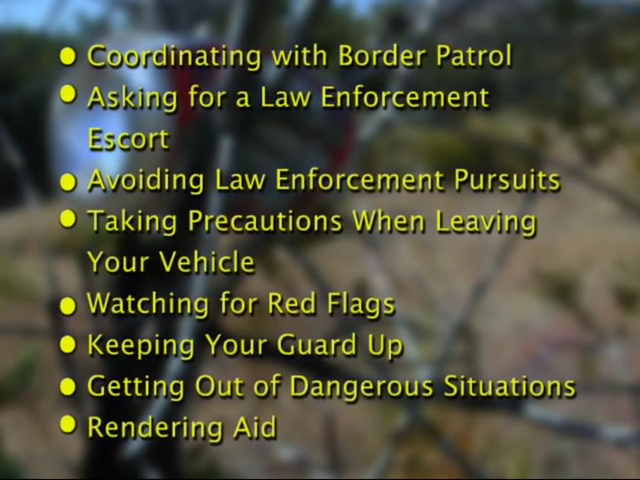 • Coordinating with Border Patrol
• Asking for a Law Enforcement
Escort
• Avoiding Law Enforcement Pursuits
• Taking Precautions When Leaving
Your Vehicle
• Watching for Red Flags
• Keeping Your Guard Up
• Getting Out of Dangerous Situations
• Rendering Aid